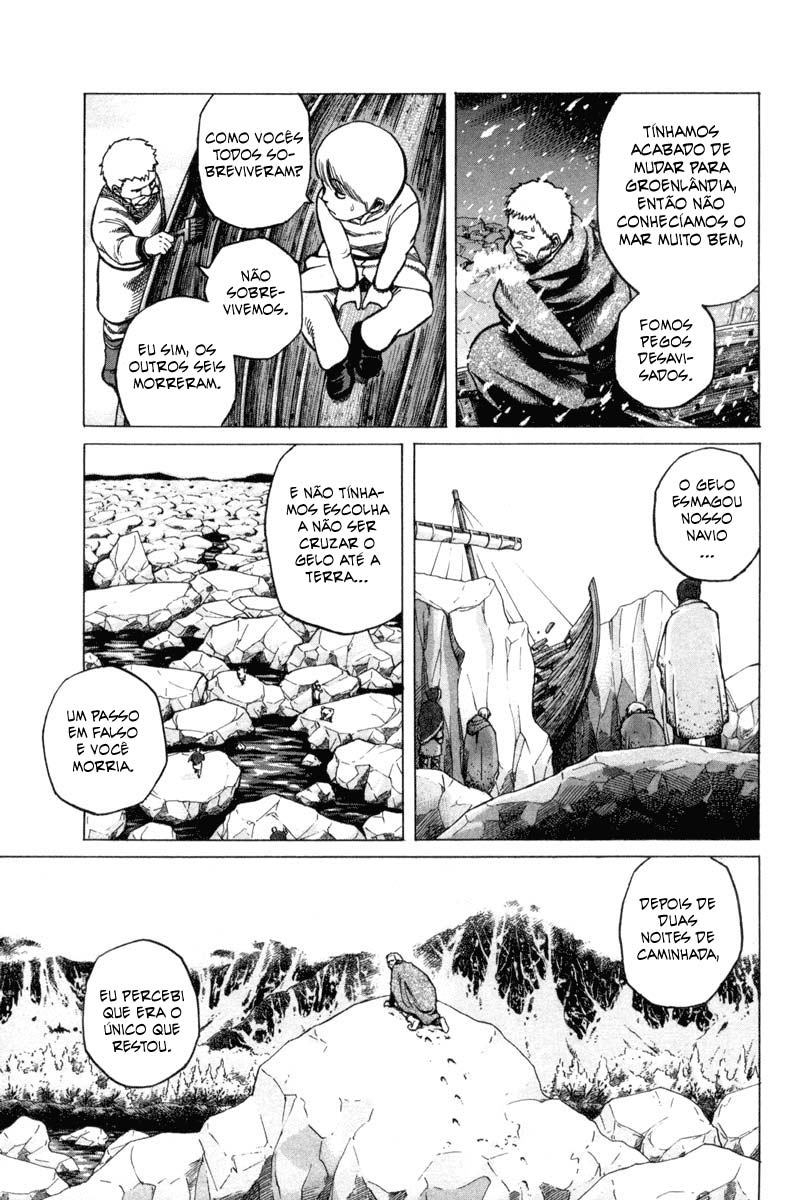 TÍNHAMOS
ACABADO DE
MUDAR PARA
GROENLÂNDIA,
ENTÃO NÃO
CONHECÍAMOS O
MAR MUITO BEM,
FOMOS
PEGOS
DESAVI-
SADOS.
COMO VOCÊS
TODOS SO-
BREVIVERAM?
NÃO
SOBRE-
VIVEMOS.
EU SIM, OS
OUTROS SEIS
MORRERAM.
O GELO
ESMAGOU
NOSSO
NAVIO
...
E NÃO TÍNHA-
MOS ESCOLHA
A NÃO SER
CRUZAR O
GELO ATÉ A
TERRA...
UM PASSO
EM FALSO
E VOCÊ
MORRIA.
DEPOIS DE
DUAS
NOITES DE
CAMINHADA,
EU PERCEBI
QUE ERA O
ÚNICO QUE
RESTOU.